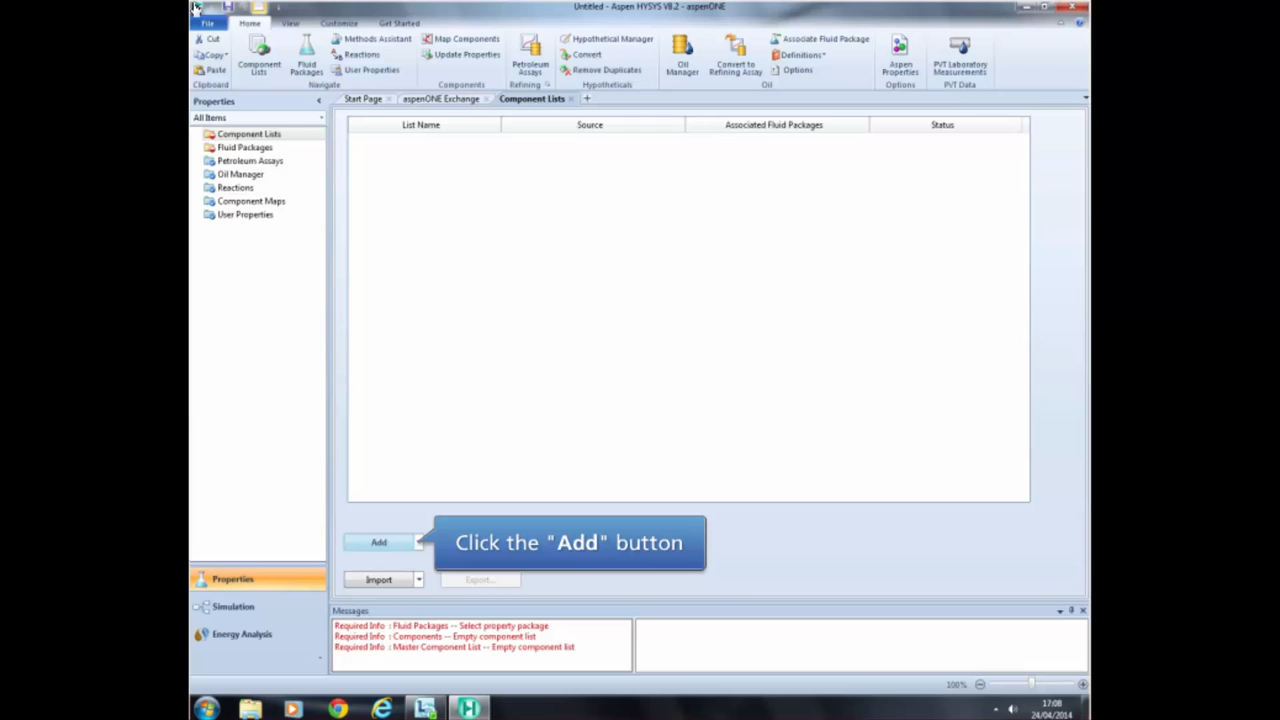 Untitled - Aspen HYSYS V8.2 - aspenONE
File Home View Customize Get Started
Cut
Copy
Paste
Clipboard
Component Lists
Fluid Packages
Methods Assistant
Reactions
User Properties
Navigate
Map Components
Update Properties
Components
Petroleum Assays
Refining
Hypothetical Manager
Convert
Remove Duplicates
Hypotheticals
Oil Manager
Convert to Refining Assay
Associate Fluid Package
Definitions
Options
Oil
Aspen Properties
Options
PVT Laboratory Measurements
PVT Data
Properties
All Items
Component Lists
Fluid Packages
Petroleum Assays
Oil Manager
Reactions
Component Maps
User Properties
Properties
Simulation
Energy Analysis
Start Page aspenONE Exchange Component Lists +
List Name Source Associated Fluid Packages Status
Add
Click the "Add" button
Import Export...
Messages
Required Info : Fluid Packages -- Select property package
Required Info : Components -- Empty component list
Required Info : Master Component List -- Empty component list
100%
17:08
24/04/2014